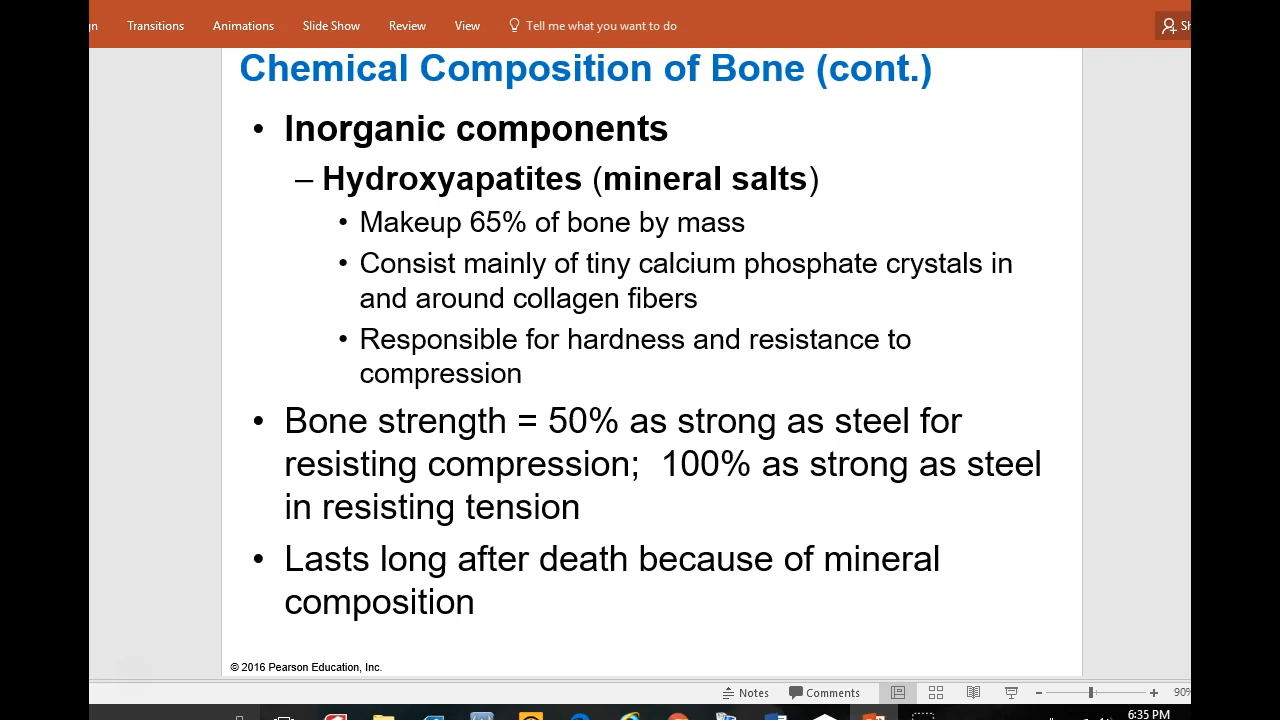 gn Transitions Animations Slide Show Review View Tell me what you want to do Sh
Chemical Composition of Bone (cont.)
• Inorganic components
– Hydroxyapatites (mineral salts)
• Makeup 65% of bone by mass
• Consist mainly of tiny calcium phosphate crystals in
and around collagen fibers
• Responsible for hardness and resistance to
compression
• Bone strength = 50% as strong as steel for
resisting compression; 100% as strong as steel
in resisting tension
• Lasts long after death because of mineral
composition
© 2016 Pearson Education, Inc.
Notes Comments 90%
6:35 PM